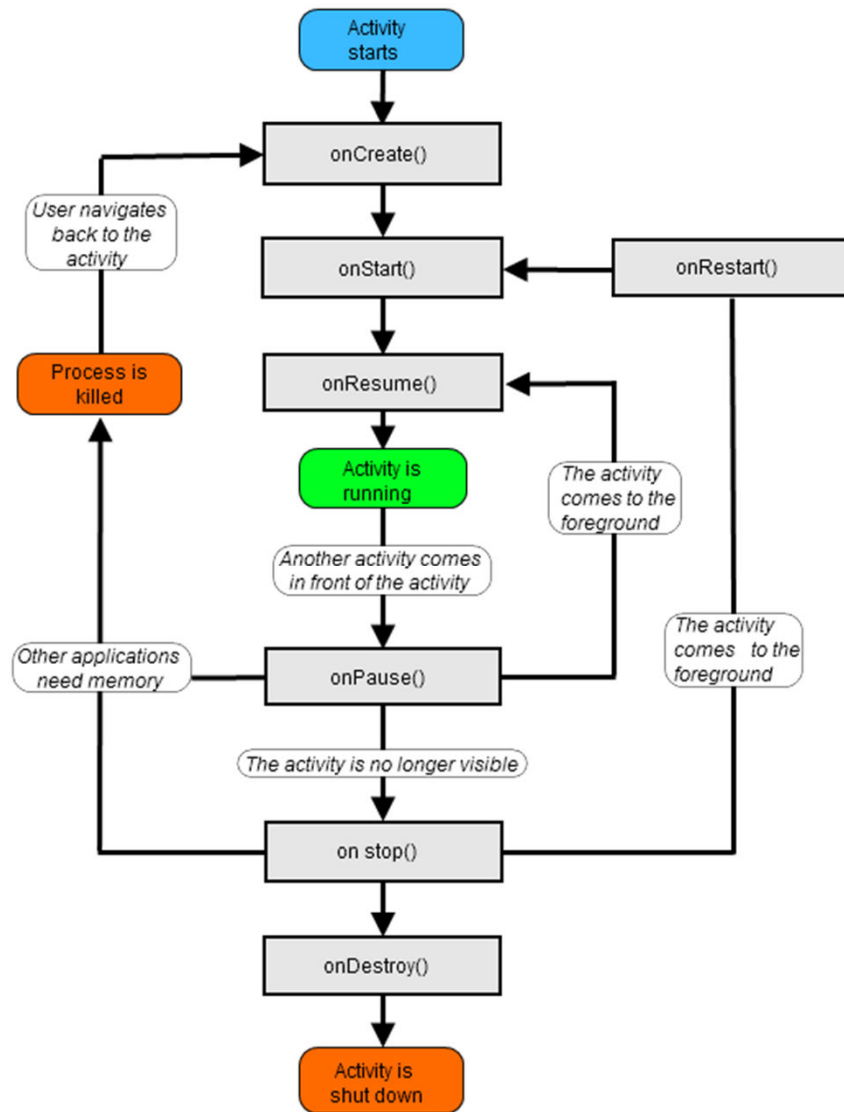 Activity
starts
onCreate()
User navigates
back to the
activity
onStart()
onRestart()
Process is
killed
onResume()
Activity is
running
The activity
comes to the
foreground
Another activity comes
in front of the activity
Other applications
need memory
onPause()
The activity
comes to the
foreground
The activity is no longer visible
on stop()
onDestroy()
Activity is
shut down